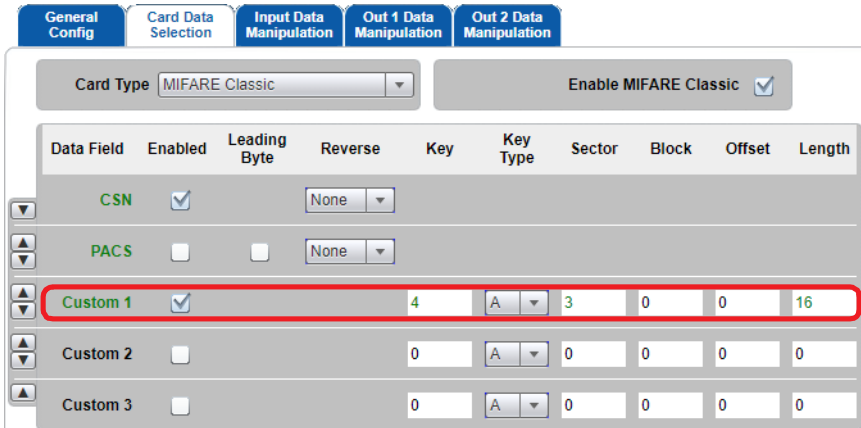 General Config Card Data Selection Input Data Manipulation Out 1 Data Manipulation Out 2 Data Manipulation
Card Type MIFARE Classic Enable MIFARE Classic
Data Field Enabled Leading Byte Reverse Key Key Type Sector Block Offset Length
CSN None
PACS None
Custom 1 4 A 3 0 0 16
Custom 2 0 A 0 0 0 0
Custom 3 0 A 0 0 0 0